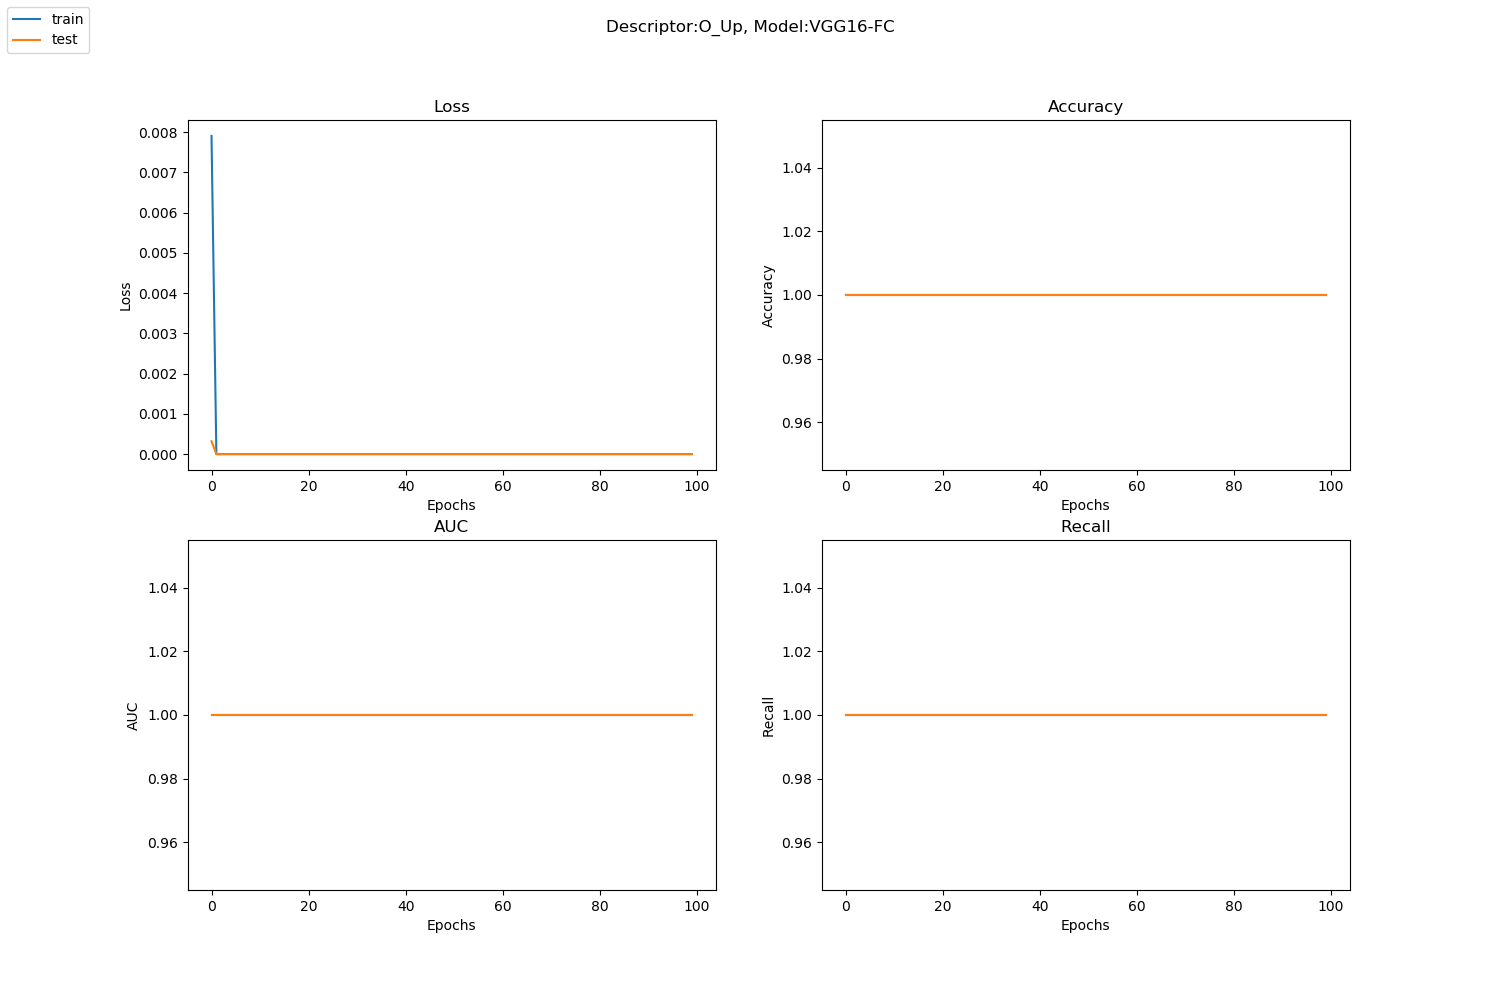 train
test
Descriptor:O_Up, Model:VGG16-FC
Loss
0.008
0.007
0.006
0.005
0.004
0.003
0.002
0.001
0.000
Loss
0 20 40 60 80 100
Epochs
Accuracy
1.04
1.02
1.00
0.98
0.96
Accuracy
0 20 40 60 80 100
Epochs
AUC
1.04
1.02
1.00
0.98
0.96
AUC
0 20 40 60 80 100
Epochs
Recall
1.04
1.02
1.00
0.98
0.96
Recall
0 20 40 60 80 100
Epochs